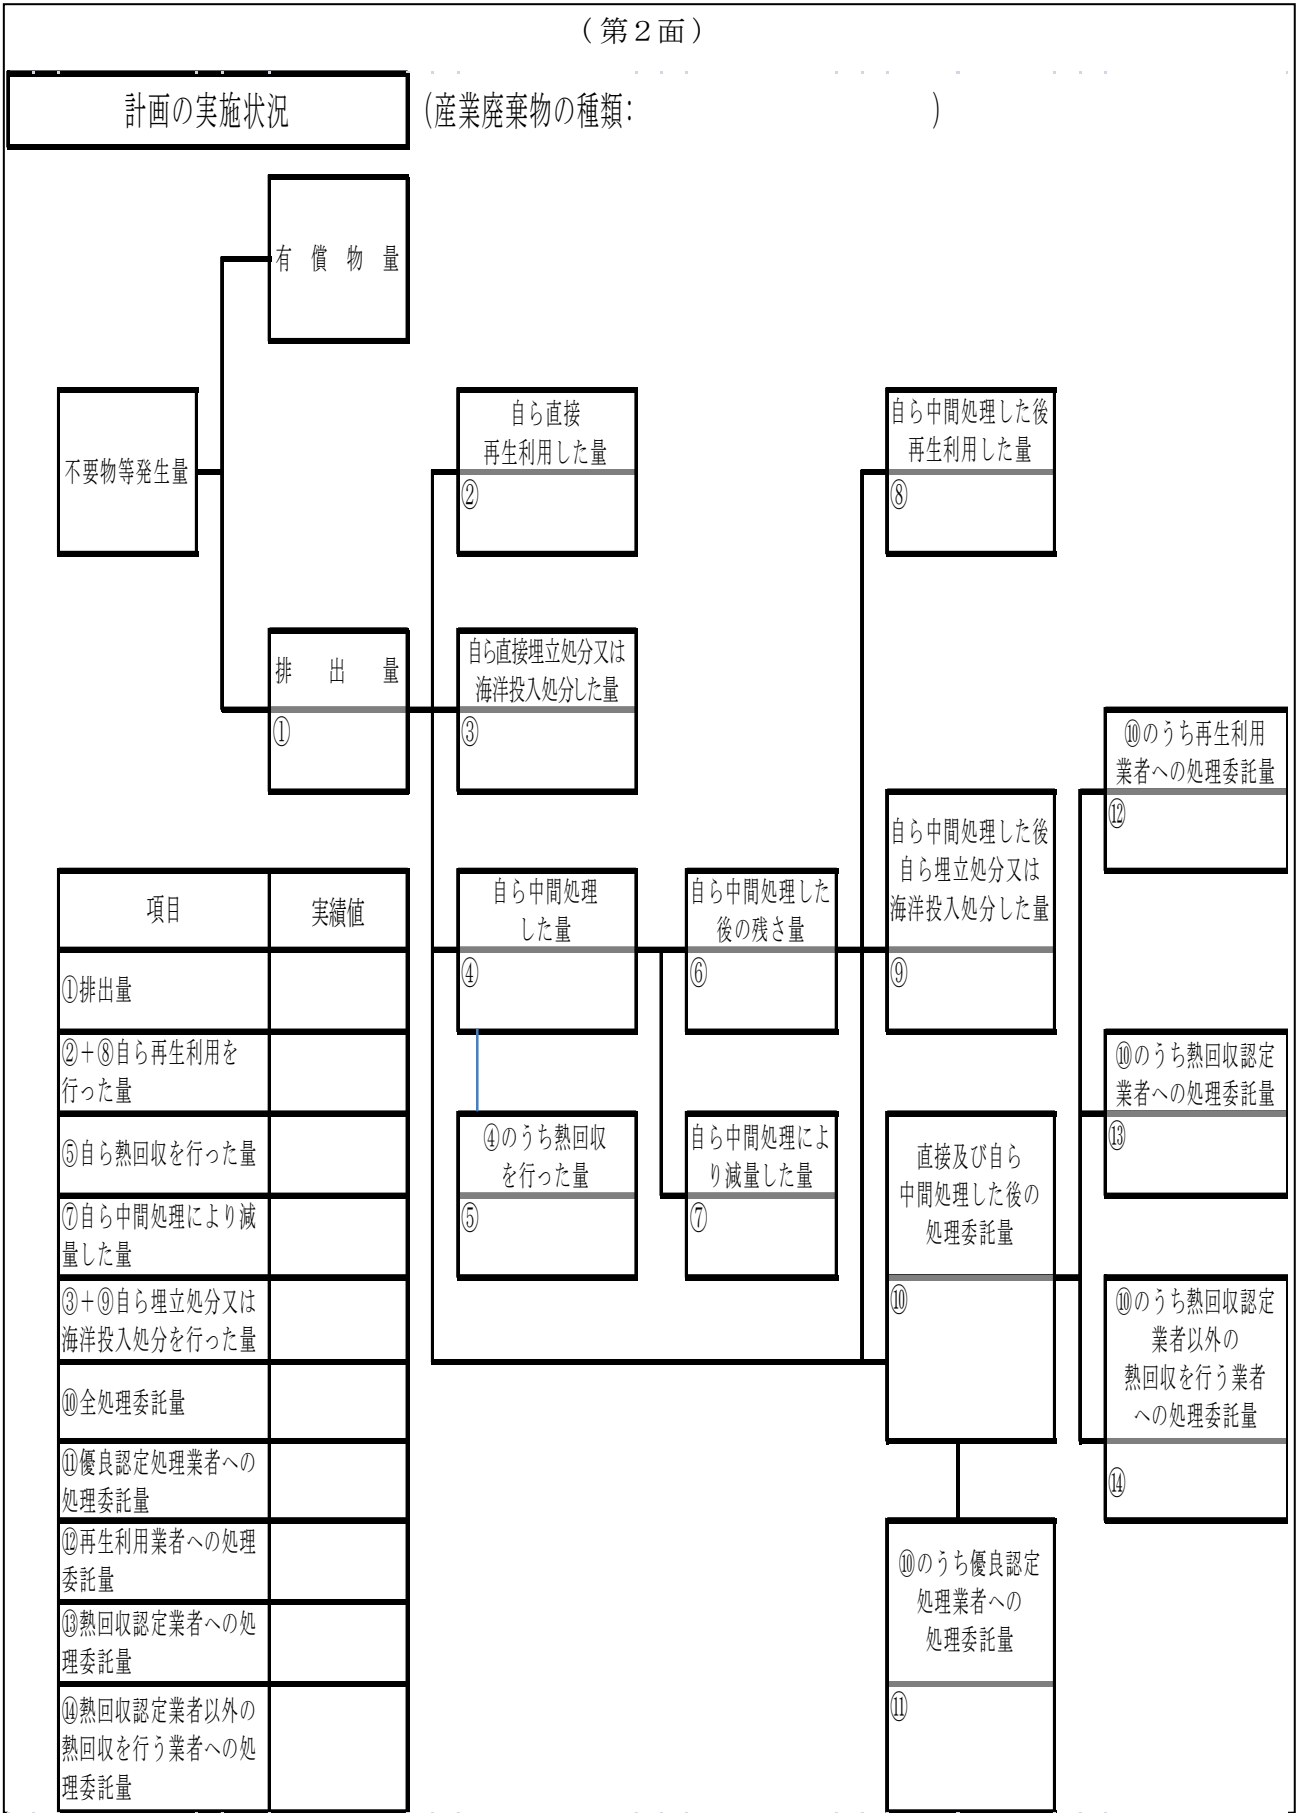 （第２面）
計画の実施状況
(産業廃棄物の種類: )
有償物量
不要物等発生量
自ら直接
再生利用した量
②
自ら中間処理した後
再生利用した量
⑧
排出量
①
自ら直接埋立処分又は
海洋投入処分した量
③
⑩のうち再生利用
業者への処理委託量
⑫
自ら中間処理した後
自ら埋立処分又は
海洋投入処分した量
⑨
自ら中間処理
した量
④
自ら中間処理した
後の残さ量
⑥
⑩のうち熱回収認定
業者への処理委託量
⑬
④のうち熱回収
を行った量
⑤
自ら中間処理によ
り減量した量
⑦
直接及び自ら
中間処理した後の
処理委託量
⑩
⑩のうち熱回収認定
業者以外の
熱回収を行う業者
への処理委託量
⑭
⑩のうち優良認定
処理業者への
処理委託量
⑪
項目
実績値
①排出量
②＋⑧自ら再生利用を
行った量
⑤自ら熱回収を行った量
⑦自ら中間処理により減
量した量
③＋⑨自ら埋立処分又は
海洋投入処分を行った量
⑩全処理委託量
⑪優良認定処理業者への
処理委託量
⑫再生利用業者への処理
委託量
⑬熱回収認定業者への処
理委託量
⑭熱回収認定業者以外の
熱回収を行う業者への処
理委託量